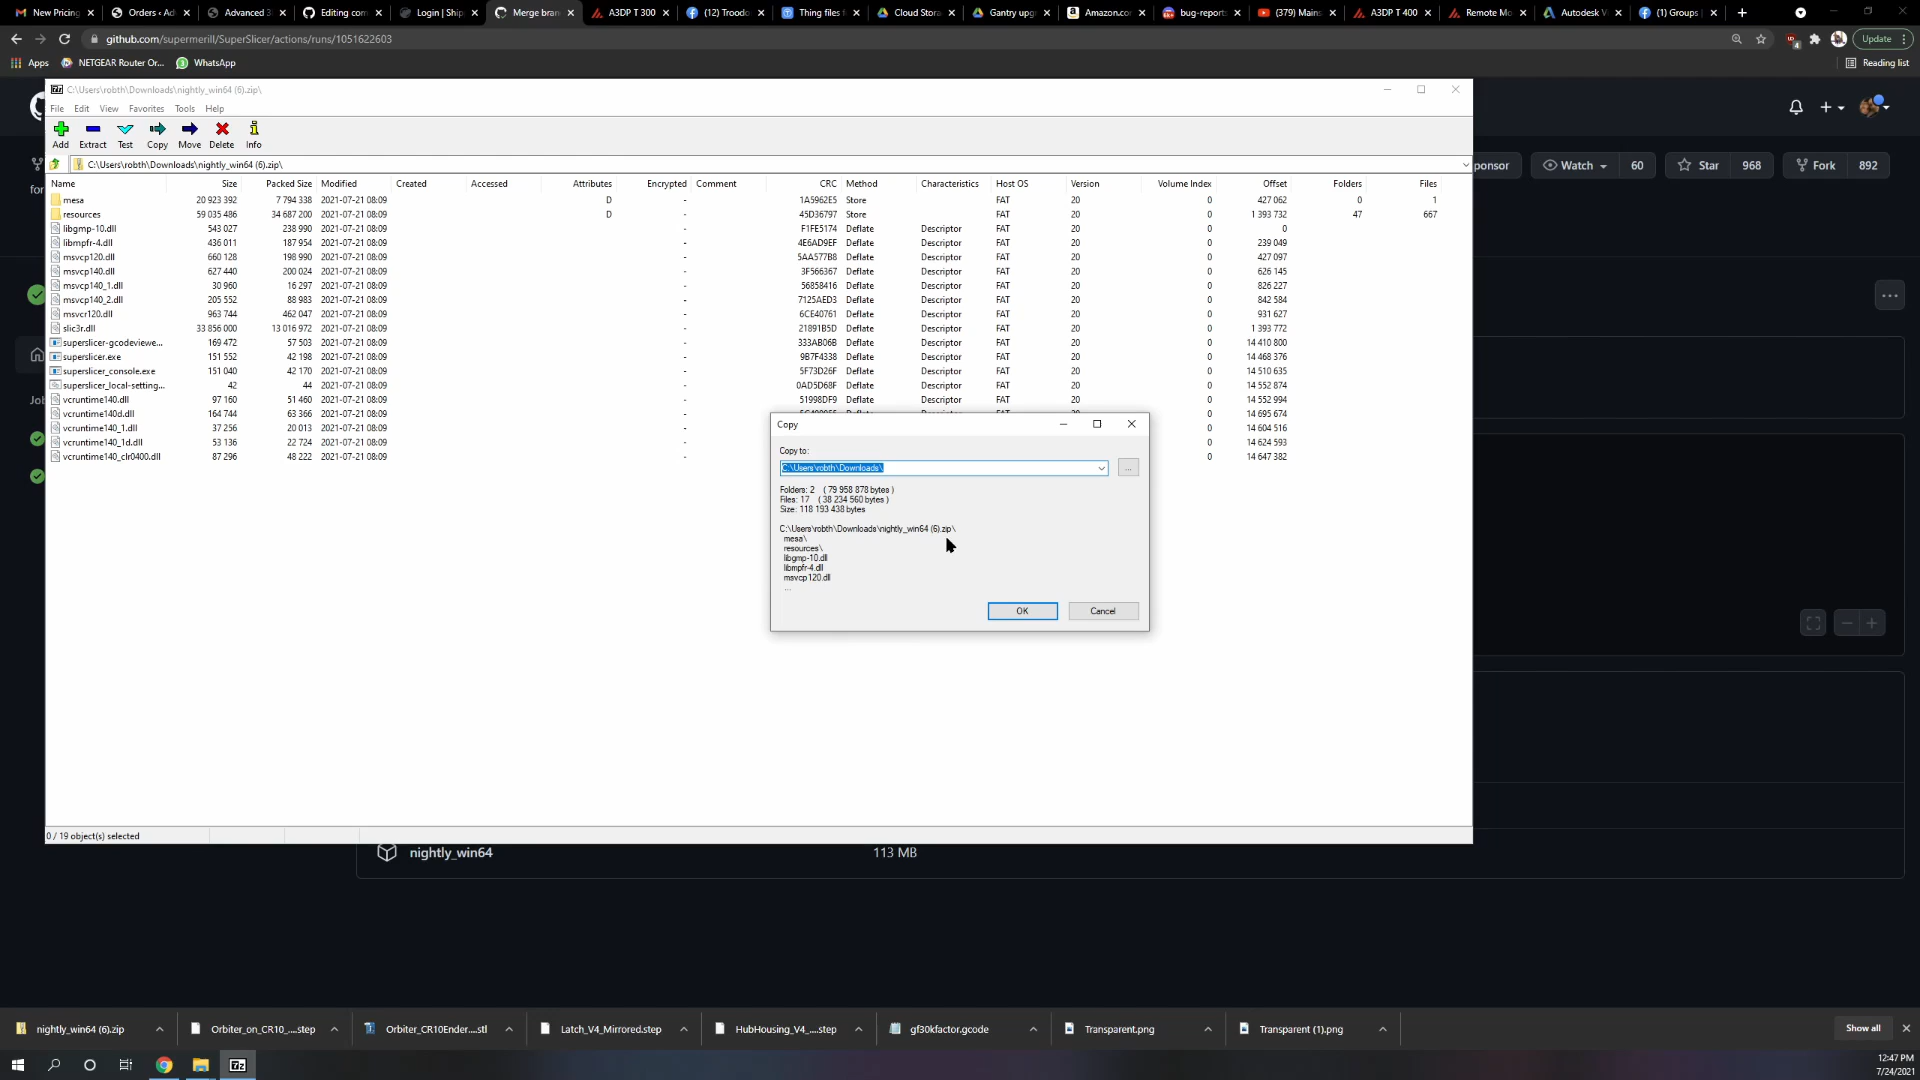 New Pricing
Orders ‹ Ad
Advanced 3
Editing com
Login | Ship
Merge bran
A3DP T 300
(12) Troodo
Thing files f
Cloud Stora
Gantry upg
Amazon.co
bug-report
(379) Mains
A3DP T 400
Remote Mo
Autodesk V
(1) Groups
github.com/supermerill/SuperSlicer/actions/runs/1051622603
Update
Apps NETGEAR Router Or... WhatsApp Reading list
C:\Users\robth\Downloads\nightly_win64 (6).zip\
File Edit View Favorites Tools Help
Add Extract Test Copy Move Delete Info
C:\Users\robth\Downloads\nightly_win64 (6).zip\
ponsor Watch 60 Star 968 Fork 892
for
Name Size Packed Size Modified Created Accessed Attributes Encrypted Comment CRC Method Characteristics Host OS Version Volume Index Offset Folders Files
mesa 20 923 392 7 794 338 2021-07-21 08:09 D - 1A5962E5 Store FAT 20 0 427 062 0 1
resources 59 035 486 34 687 200 2021-07-21 08:09 D - 45D36797 Store FAT 20 0 1 393 732 47 667
libgmp-10.dll 543 027 238 990 2021-07-21 08:09 - F1FE5174 Deflate Descriptor FAT 20 0 0
libmpfr-4.dll 436 011 187 954 2021-07-21 08:09 - 4E6AD9EF Deflate Descriptor FAT 20 0 239 049
msvcp120.dll 660 128 198 990 2021-07-21 08:09 - 5AA577B8 Deflate Descriptor FAT 20 0 427 097
msvcp140.dll 627 440 200 024 2021-07-21 08:09 - 3F566367 Deflate Descriptor FAT 20 0 626 145
msvcp140_1.dll 30 960 16 297 2021-07-21 08:09 - 56858416 Deflate Descriptor FAT 20 0 826 227
msvcp140_2.dll 205 552 88 983 2021-07-21 08:09 - 7125AED3 Deflate Descriptor FAT 20 0 842 584
msvcr120.dll 963 744 462 047 2021-07-21 08:09 - 6CE40761 Deflate Descriptor FAT 20 0 931 627
slic3r.dll 33 856 000 13 016 972 2021-07-21 08:09 - 21891B5D Deflate Descriptor FAT 20 0 1 393 772
superslicer-gcodeviewe... 169 472 57 503 2021-07-21 08:09 - 333AB06B Deflate Descriptor FAT 20 0 14 410 800
superslicer.exe 151 552 42 198 2021-07-21 08:09 - 9B7F4338 Deflate Descriptor FAT 20 0 14 468 376
superslicer_console.exe 151 040 42 170 2021-07-21 08:09 - 5F73D26F Deflate Descriptor FAT 20 0 14 510 635
superslicer_local-setting... 42 44 2021-07-21 08:09 - 0AD5D68F Deflate Descriptor FAT 20 0 14 552 874
Job
vcruntime140.dll 97 160 51 460 2021-07-21 08:09 - 51998DF9 Deflate Descriptor FAT 20 0 14 552 994
vcruntime140d.dll 164 744 63 366 2021-07-21 08:09 - 0 14 695 674
vcruntime140_1.dll 37 256 20 013 2021-07-21 08:09 - 0 14 604 516
vcruntime140_1d.dll 53 136 22 724 2021-07-21 08:09 - 0 14 624 593
vcruntime140_clr0400.dll 87 296 48 222 2021-07-21 08:09 - 0 14 647 382
Copy
Copy to:
C:\Users\robth\Downloads\
...
Folders: 2 ( 79 958 878 bytes )
Files: 17 ( 38 234 560 bytes )
Size: 118 193 438 bytes
C:\Users\robth\Downloads\nightly_win64 (6).zip\
mesa\
resources\
libgmp-10.dll
libmpfr-4.dll
msvcp120.dll
...
OK Cancel
0 / 19 object(s) selected
nightly_win64 113 MB
nightly_win64 (6).zip
Orbiter_on_CR10_....step
Orbiter_CR10Ender....stl
Latch_V4_Mirrored.step
HubHousing_V4_....step
gf30kfactor.gcode
Transparent.png
Transparent (1).png
Show all
12:47 PM
7/24/2021